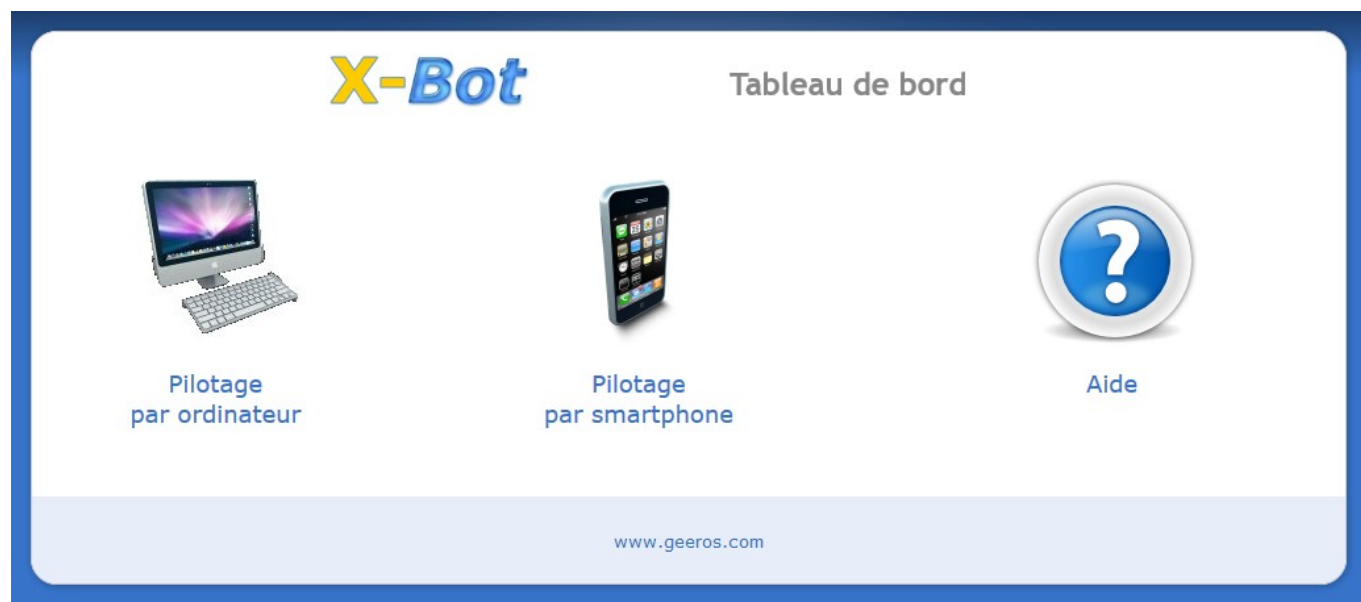 X-Bot
Tableau de bord
Pilotage
par ordinateur
Pilotage
par smartphone
Aide
www.geeros.com